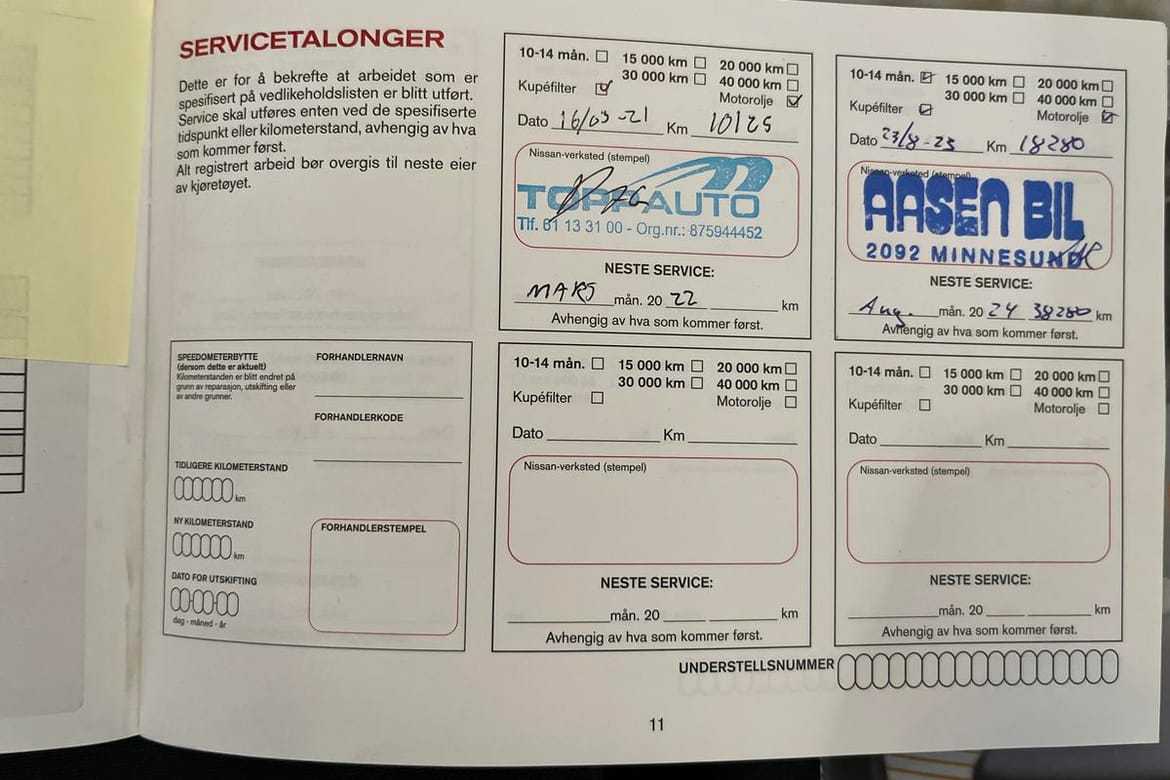 SERVICETALONGER
Dette er for å bekrefte at arbeidet som er
spesifisert på vedlikeholdslisten er blitt utført.
Service skal utføres enten ved de spesifiserte
tidspunkt eller kilometerstand, avhengig av hva
som kommer først.
Alt registrert arbeid bør overgis til neste eier
av kjøretøyet.
10-14 mån. 15 000 km 20 000 km
30 000 km 40 000 km
Kupéfilter Motorolje
Dato 16/03-21 Km 10125
Nissan-verksted (stempel)
TOPPAUTO
Tlf. 61 13 31 00 - Org.nr.: 875944452
NESTE SERVICE:
MARS mån. 20 22 km
Avhengig av hva som kommer først.
10-14 mån. 15 000 km 20 000 km
30 000 km 40 000 km
Kupéfilter Motorolje
Dato 23/8-23 Km 18280
Nissan-verksted (stempel)
AASEN BIL
2092 MINNESUND
NESTE SERVICE:
Aug. mån. 20 24 38280 km
Avhengig av hva som kommer først.
SPEEDOMETERBYTTE
(dersom dette er aktuelt)
Kilometerstanden er blitt endret på
grunn av reparasjon, utskifting eller
av andre grunner.
FORHANDLERNAVN
FORHANDLERKODE
TIDLIGERE KILOMETERSTAND
km
NY KILOMETERSTAND
km
DATO FOR UTSKIFTING
dag - måned - år
FORHANDLERSTEMPEL
10-14 mån. 15 000 km 20 000 km
30 000 km 40 000 km
Kupéfilter Motorolje
Dato Km
Nissan-verksted (stempel)
NESTE SERVICE:
mån. 20 km
Avhengig av hva som kommer først.
10-14 mån. 15 000 km 20 000 km
30 000 km 40 000 km
Kupéfilter Motorolje
Dato Km
Nissan-verksted (stempel)
NESTE SERVICE:
mån. 20 km
Avhengig av hva som kommer først.
UNDERSTELLSNUMMER
11